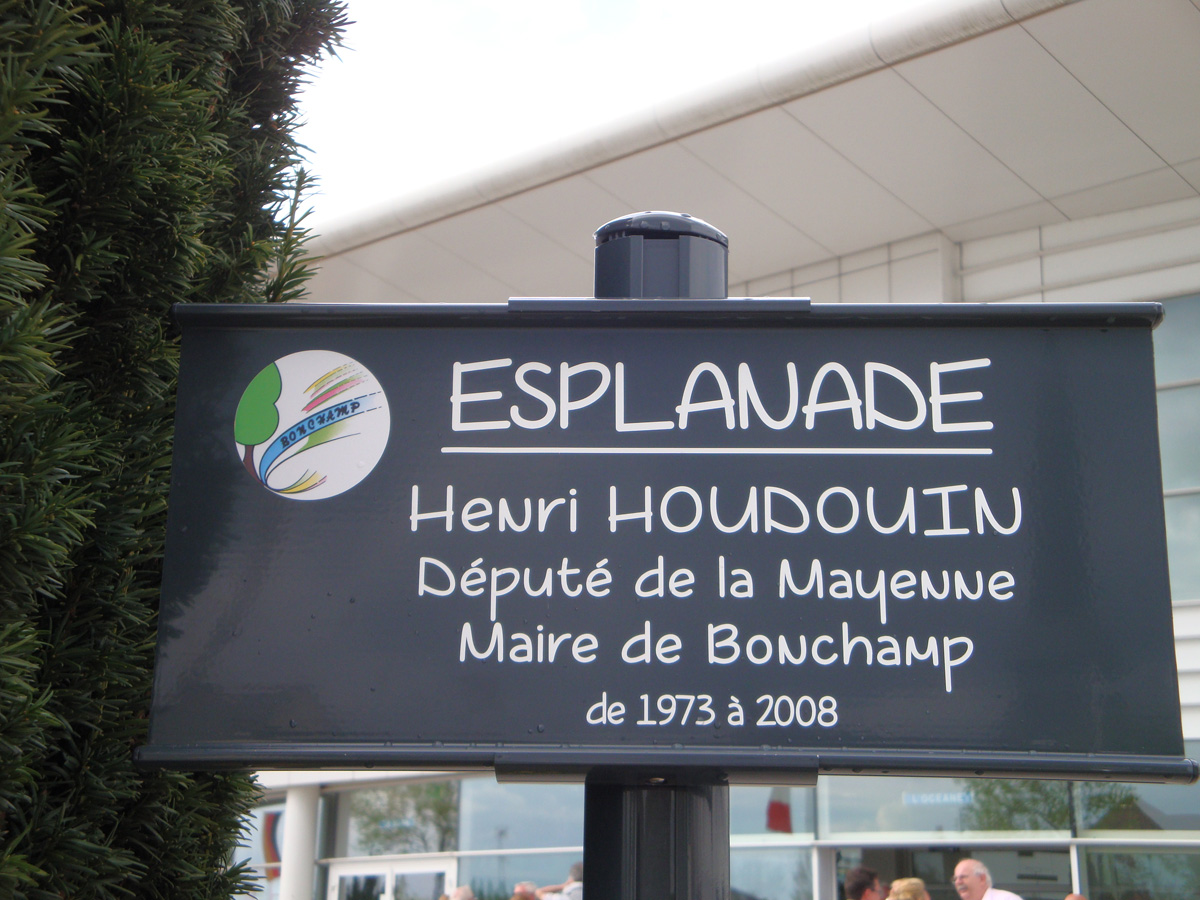 BONCHAMP
ESPLANADE
Henri HOUDOUIN
Député de la Mayenne
Maire de Bonchamp
de 1973 à 2008
L'OCEANE